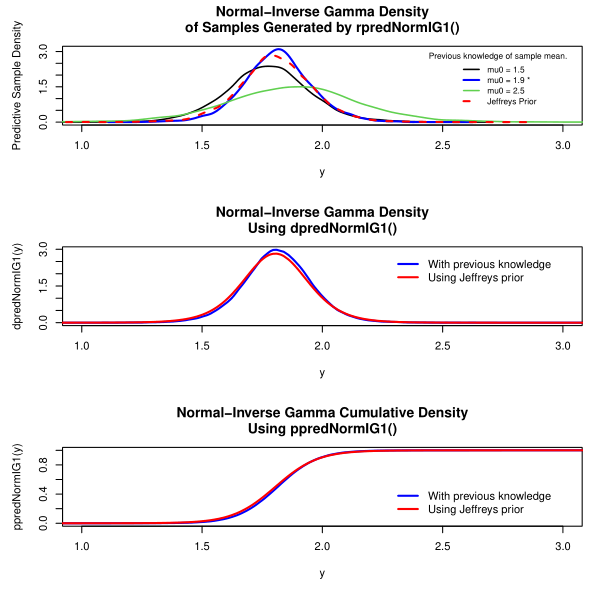 Normal−Inverse Gamma Density
of Samples Generated by rpredNormIG1()
Predictive Sample Density
0.0 1.5 3.0
Previous knowledge of sample mean.
mu0 = 1.5
mu0 = 1.9 *
mu0 = 2.5
Jeffreys Prior
1.0 1.5 2.0 2.5 3.0
y
Normal−Inverse Gamma Density
Using dpredNormIG1()
dpredNormIG1(y)
0.0 1.5 3.0
With previous knowledge
Using Jeffreys prior
1.0 1.5 2.0 2.5 3.0
y
Normal−Inverse Gamma Cumulative Density
Using ppredNormIG1()
ppredNormIG1(y)
0.0 0.4 0.8
With previous knowledge
Using Jeffreys prior
1.0 1.5 2.0 2.5 3.0
y